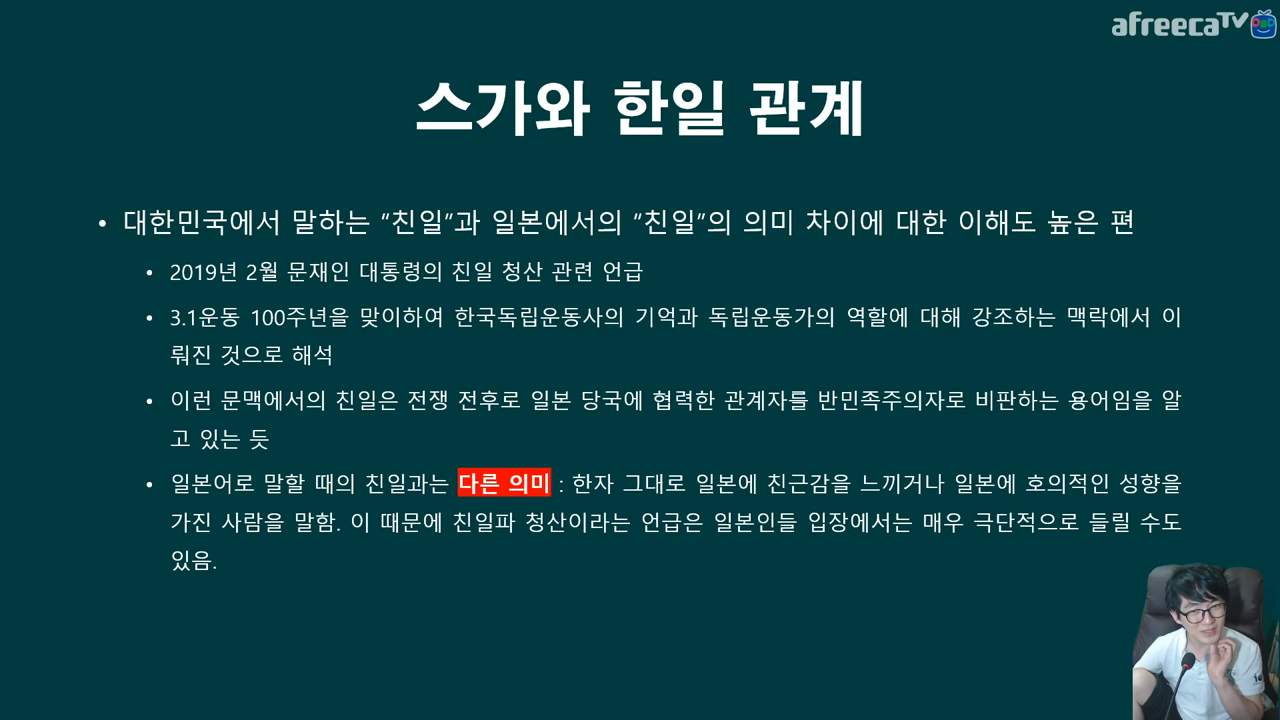 afreecaTV
스가와 한일 관계
• 대한민국에서 말하는 “친일”과 일본에서의 “친일”의 의미 차이에 대한 이해도 높은 편
• 2019년 2월 문재인 대통령의 친일 청산 관련 언급
• 3.1운동 100주년을 맞이하여 한국독립운동사의 기억과 독립운동가의 역할에 대해 강조하는 맥락에서 이
뤄진 것으로 해석
• 이런 문맥에서의 친일은 전쟁 전후로 일본 당국에 협력한 관계자를 반민족주의자로 비판하는 용어임을 알
고 있는 듯
• 일본어로 말할 때의 친일과는 다른 의미 : 한자 그대로 일본에 친근감을 느끼거나 일본에 호의적인 성향을
가진 사람을 말함. 이 때문에 친일파 청산이라는 언급은 일본인들 입장에서는 매우 극단적으로 들릴 수도
있음.